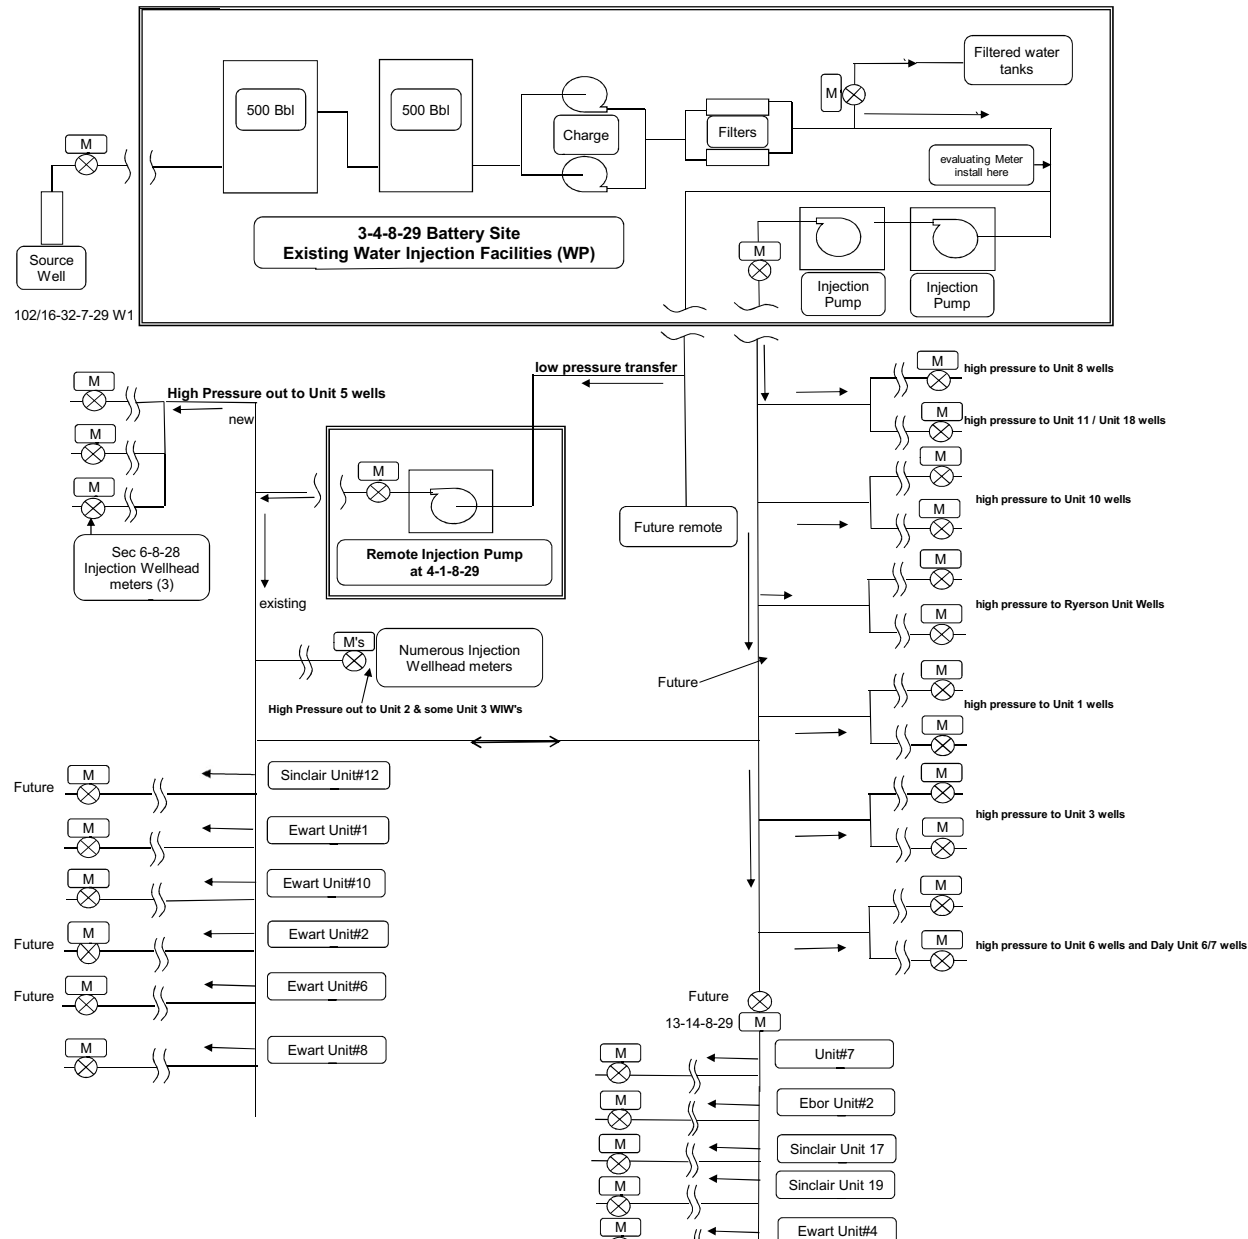 Filtered water
tanks
M
500 Bbl
500 Bbl
Charge
Filters
M
evaluating Meter
install here
3-4-8-29 Battery Site
Existing Water Injection Facilities (WP)
M
Source
Well
Injection
Pump
Injection
Pump
102/16-32-7-29 W1
M
High Pressure out to Unit 5 wells
new
M
M
Sec 6-8-28
Injection Wellhead
meters (3)
existing
low pressure transfer
M
Remote Injection Pump
at 4-1-8-29
Future remote
M
high pressure to Unit 8 wells
M
high pressure to Unit 11 / Unit 18 wells
M
high pressure to Unit 10 wells
M
M
high pressure to Ryerson Unit Wells
M
M's
Numerous Injection
Wellhead meters
High Pressure out to Unit 2 & some Unit 3 WIW's
Future
M
high pressure to Unit 1 wells
M
M
high pressure to Unit 3 wells
M
M
high pressure to Unit 6 wells and Daly Unit 6/7 wells
M
Future
M
Sinclair Unit#12
M
Ewart Unit#1
M
Ewart Unit#10
Future
M
Ewart Unit#2
Future
M
Ewart Unit#6
M
Ewart Unit#8
Future
13-14-8-29
M
M
Unit#7
M
Ebor Unit#2
M
Sinclair Unit 17
M
Sinclair Unit 19
M
Ewart Unit#4